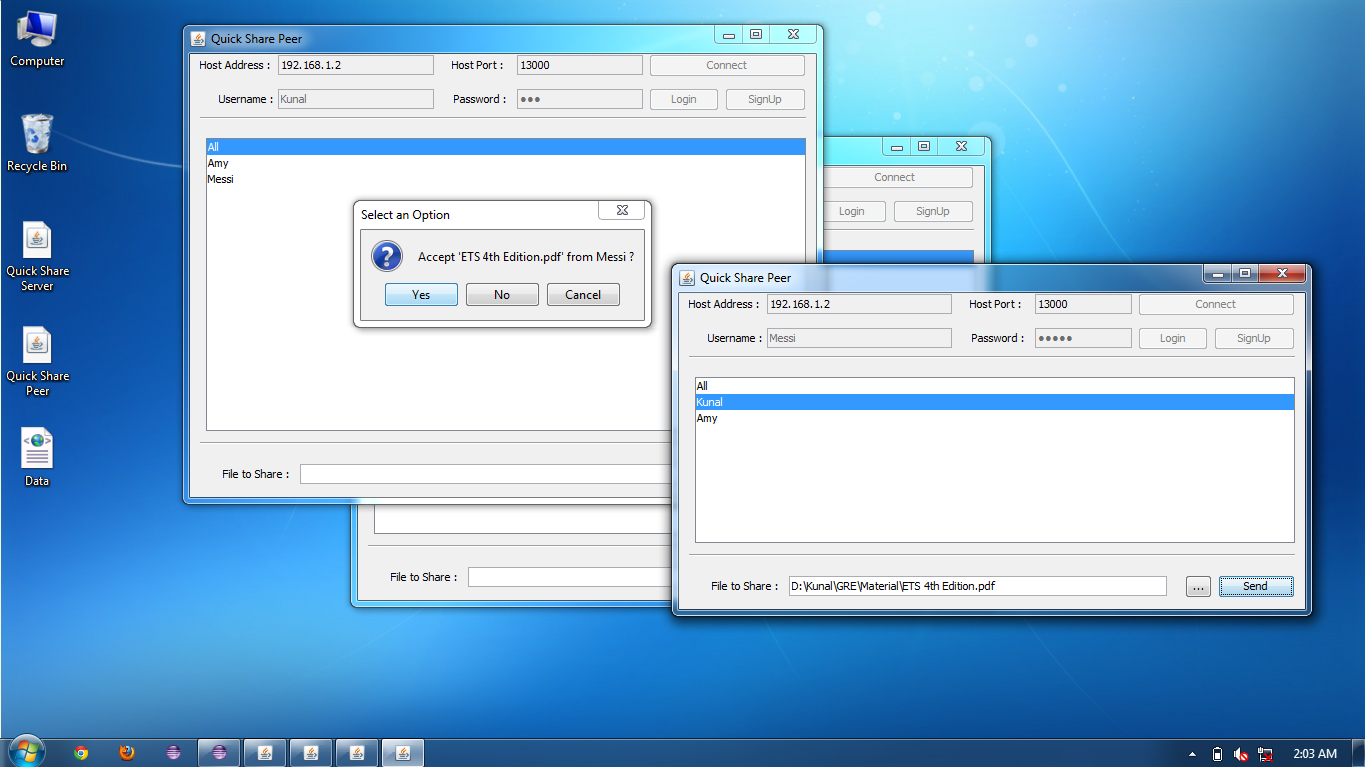 Computer
Recycle Bin
Quick Share
Server
Quick Share
Peer
Data
Quick Share Peer
Host Address : 192.168.1.2 Host Port : 13000 Connect
Username : Kunal Password : ●●● Login SignUp
All
Amy
Messi
Select an Option
Accept 'ETS 4th Edition.pdf' from Messi ?
Yes No Cancel
File to Share :
Connect
Login SignUp
File to Share :
Quick Share Peer
Host Address : 192.168.1.2 Host Port : 13000 Connect
Username : Messi Password : ●●●●● Login SignUp
All
Kunal
Amy
File to Share : D:\Kunal\GRE\Material\ETS 4th Edition.pdf ... Send
2:03 AM